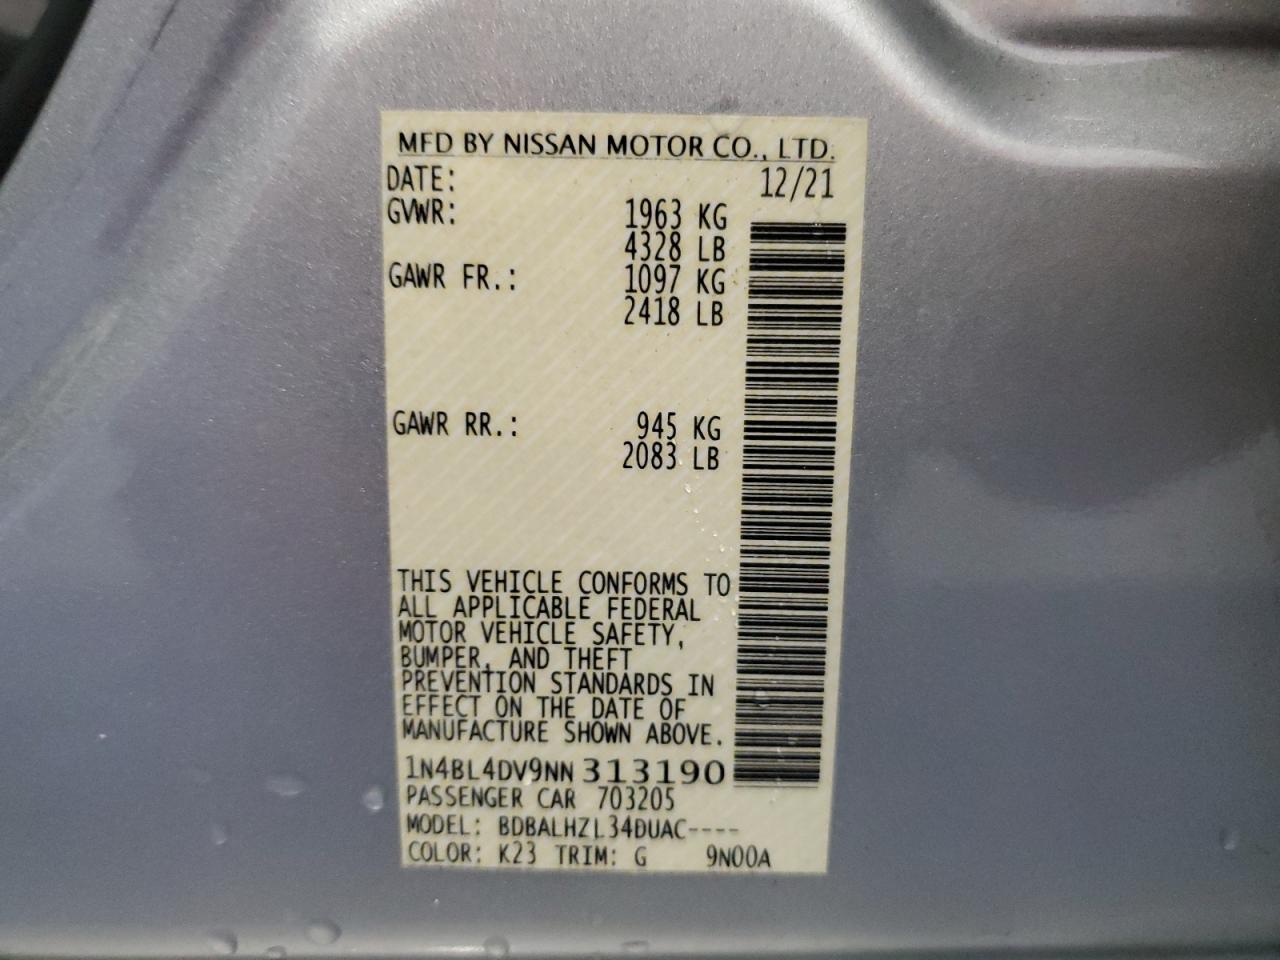 MFD BY NISSAN MOTOR CO., LTD.
DATE: 12/21
GVWR: 1963 KG
4328 LB
GAWR FR.: 1097 KG
2418 LB
GAWR RR.: 945 KG
2083 LB
THIS VEHICLE CONFORMS TO
ALL APPLICABLE FEDERAL
MOTOR VEHICLE SAFETY,
BUMPER, AND THEFT
PREVENTION STANDARDS IN
EFFECT ON THE DATE OF
MANUFACTURE SHOWN ABOVE.
1N4BL4DV9NN 313190
PASSENGER CAR 703205
MODEL: BDBALHZL34DUAC----
COLOR: K23 TRIM: G 9N00A